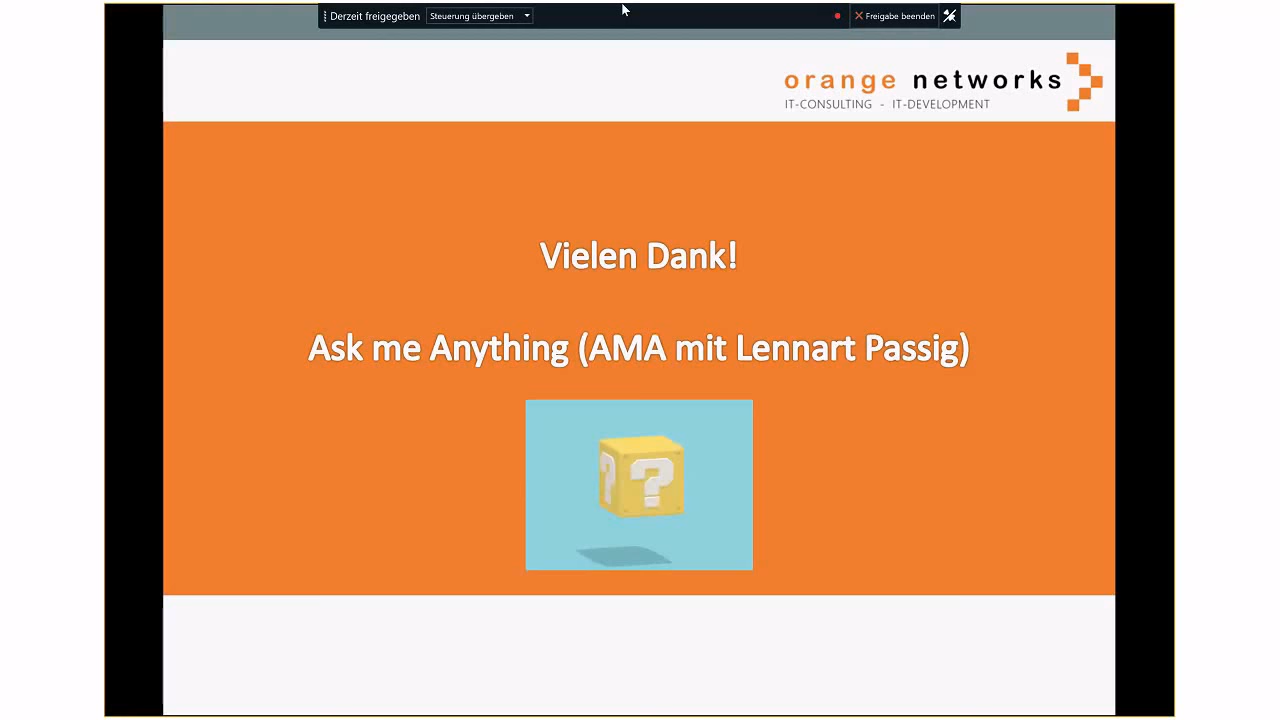 Derzeit freigegeben Steuerung übergeben Freigabe beenden
orange networks
IT-CONSULTING - IT-DEVELOPMENT
Vielen Dank!
Ask me Anything (AMA mit Lennart Passig)
? ?